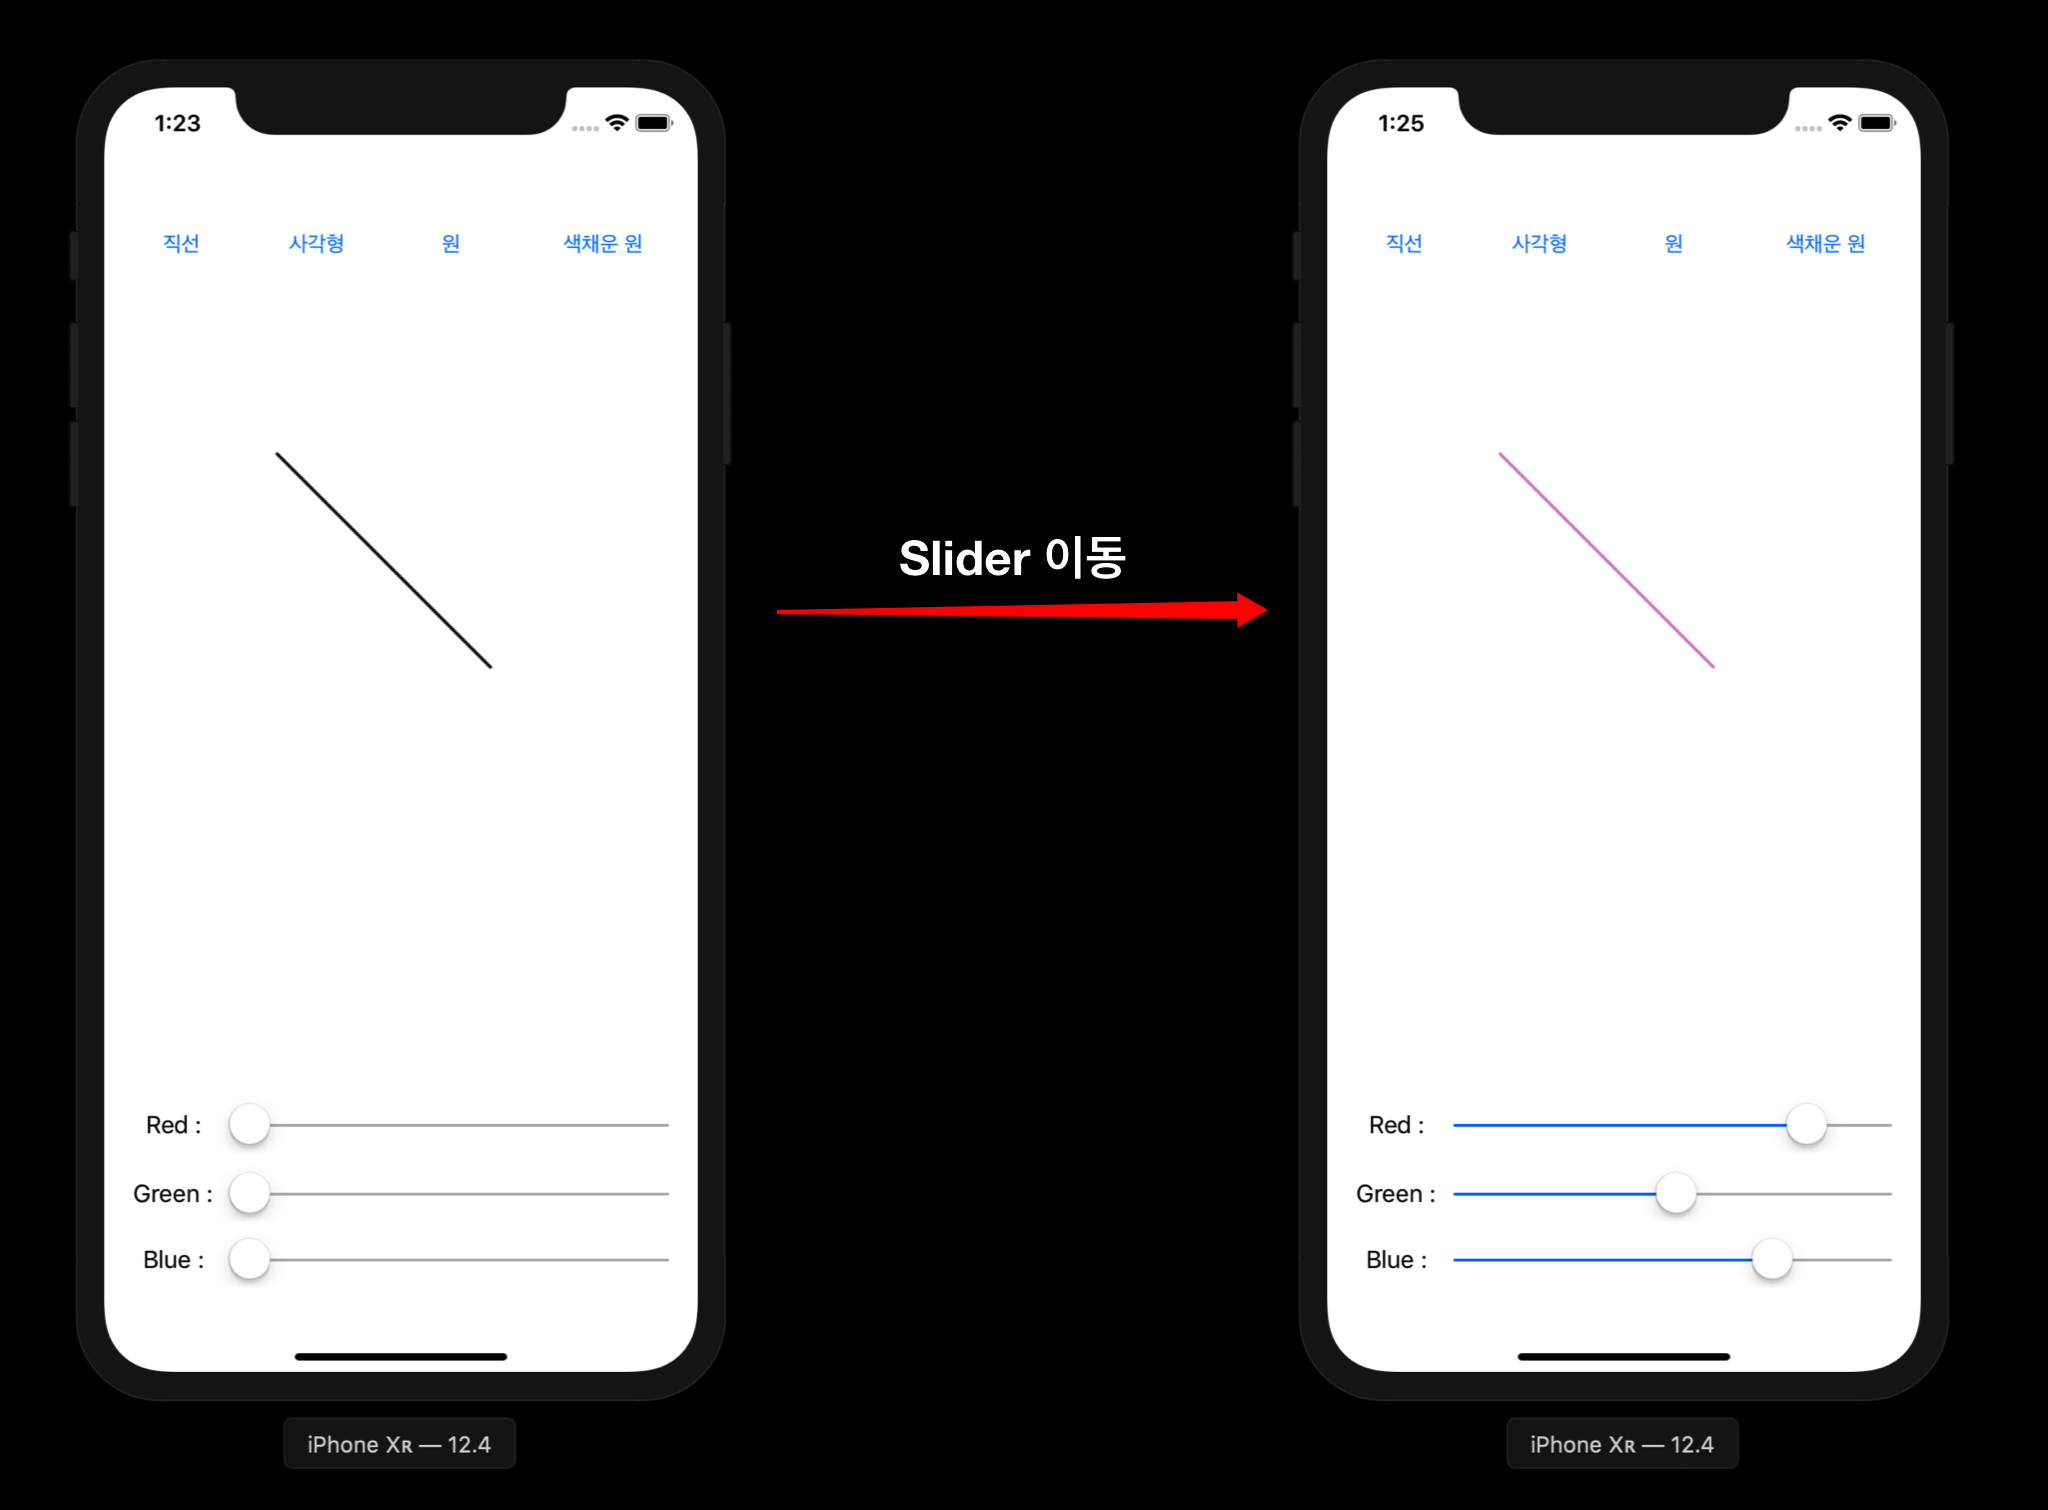 1:23
직선 사각형 원 색채운 원
Red :
Green :
Blue :
iPhone Xʀ — 12.4
Slider 이동
1:25
직선 사각형 원 색채운 원
Red :
Green :
Blue :
iPhone Xʀ — 12.4